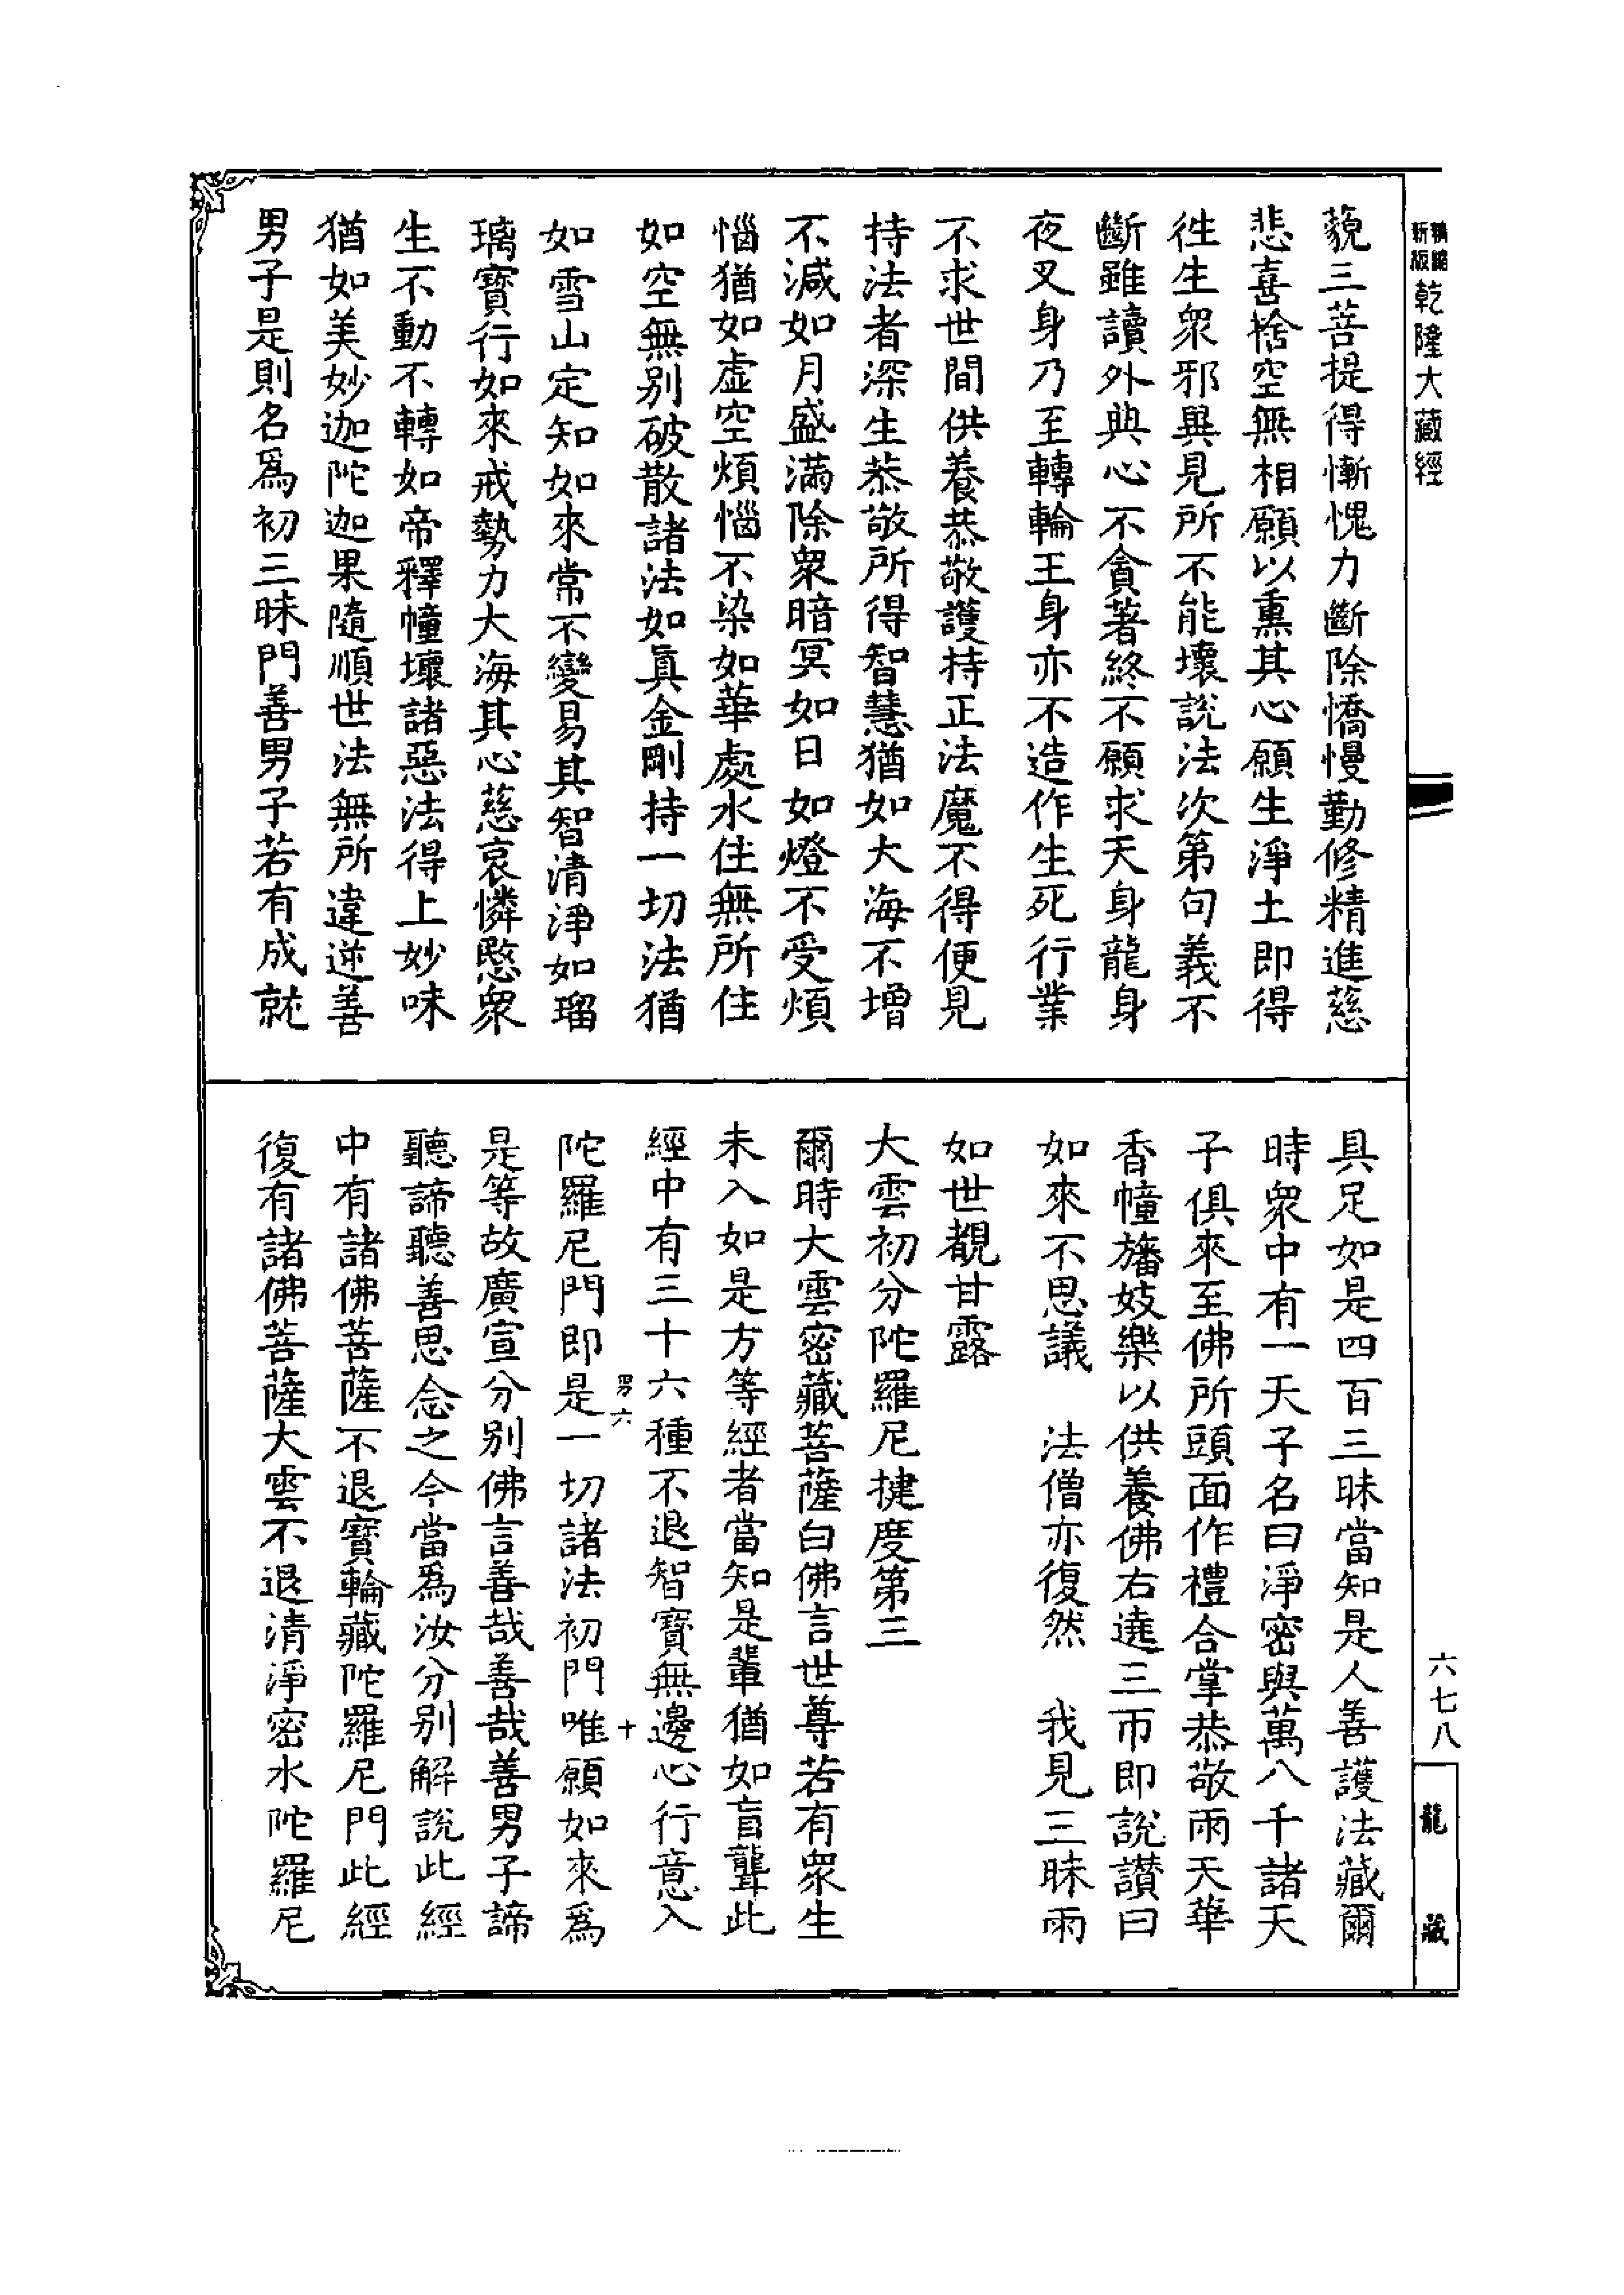 乾隆大藏經
藐三菩提得慚愧力斷除憍慢勤修精進慈
悲喜捨空無相願以熏其心願生淨土即得
徃生眾邪異見所不能壞說法次第句義不
斷雖讀外典心不貪著終不願求天身龍身
夜叉身乃至轉輪王身亦不造作生死行業
不求世間供養恭敬護持正法魔不得便見
持法者深生恭敬所得智慧猶如大海不增
不減如月盛滿除眾暗冥如日如燈不受煩
惱猶如虛空煩惱不染如華處水住無所住
如空無別破散諸法如真金剛持一切法猶
如雪山定知如來常不變易其智清淨如瑠
璃寶行如來戒勢力大海其心慈哀憐愍眾
生不動不轉如帝釋幢壞諸惡法得上妙味
猶如美妙迦陀迦果隨順世法無所違逆善
男子是則名爲初三昧門善男子若有成就
具足如是四百三昧當知是人善護法藏爾
時眾中有一天子名曰淨密與萬八千諸天
子俱來至佛所頭面作禮合掌恭敬雨天華
香幢旛妓樂以供養佛右遶三帀即說讚曰
如來不思議　法僧亦復然　我見三昧雨
如世覩甘露
大雲初分陀羅尼揵度第三
爾時大雲密藏菩薩白佛言世尊若有眾生
未入如是方等經者當知是輩猶如盲聾此
經中有三十六種不退智寶無邊心行意入
六　十
陀羅尼門即是一切諸法初門唯願如來爲
是等故廣宣分別佛言善哉善哉善男子諦
聽諦聽善思念之今當爲汝分別解說此經
中有諸佛菩薩不退寶輪藏陀羅尼門此經
復有諸佛菩薩大雲不退清淨密水陀羅尼
六七八
龍藏